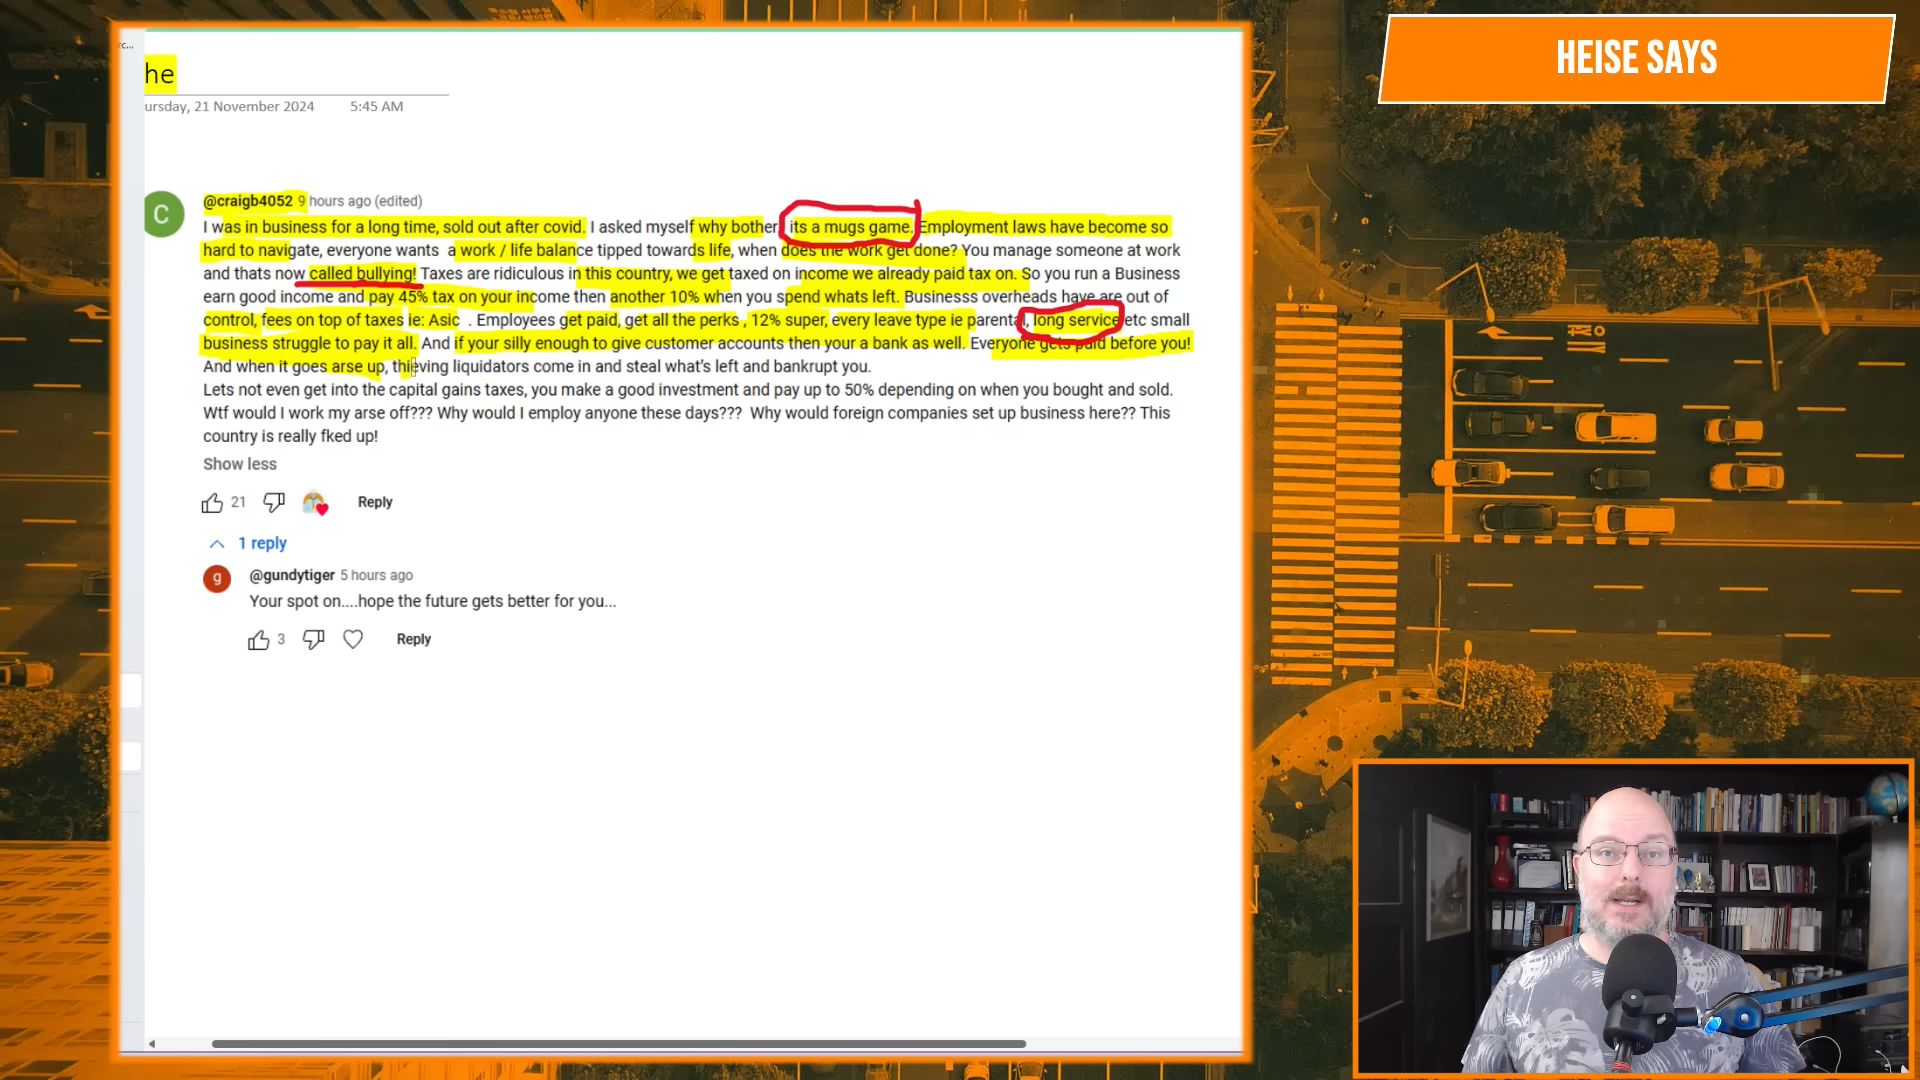 rc...
HEISE SAYS
he
ursday, 21 November 2024 5:45 AM
C
@craigb4052 9 hours ago (edited)
I was in business for a long time, sold out after covid. I asked myself why bother, its a mugs game. Employment laws have become so
hard to navigate, everyone wants a work / life balance tipped towards life, when does the work get done? You manage someone at work
and thats now called bullying! Taxes are ridiculous in this country, we get taxed on income we already paid tax on. So you run a Business
earn good income and pay 45% tax on your income then another 10% when you spend whats left. Businesss overheads have are out of
control, fees on top of taxes ie: Asic . Employees get paid, get all the perks , 12% super, every leave type ie parental, long service etc small
business struggle to pay it all. And if your silly enough to give customer accounts then your a bank as well. Everyone gets paid before you!
And when it goes arse up, thieving liquidators come in and steal what's left and bankrupt you.
Lets not even get into the capital gains taxes, you make a good investment and pay up to 50% depending on when you bought and sold.
Wtf would I work my arse off??? Why would I employ anyone these days??? Why would foreign companies set up business here?? This
country is really fked up!
Show less
21 Reply
1 reply
g
@gundytiger 5 hours ago
Your spot on....hope the future gets better for you...
3 Reply